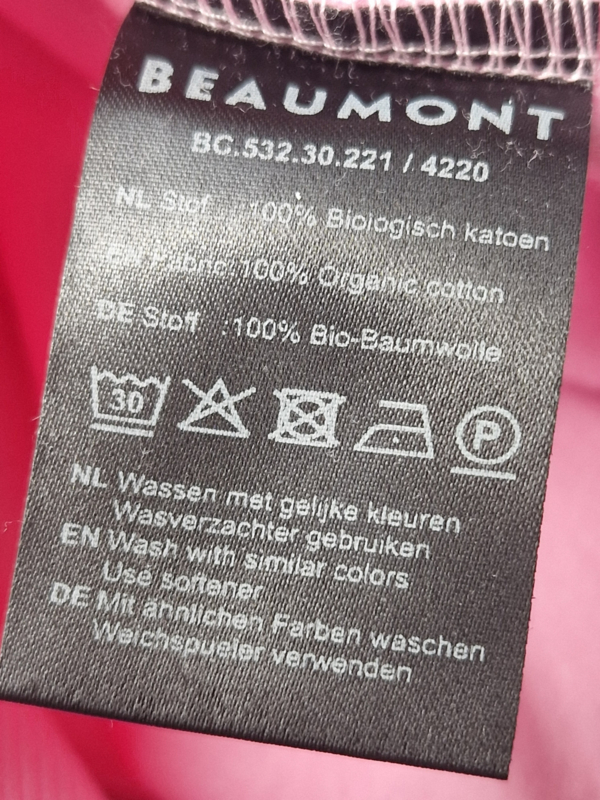 BEAUMONT
BC.532.30.221 / 4220
NL Stof : 100% Biologisch katoen
EN Fabric: 100% Organic cotton
DE Stoff : 100% Bio-Baumwolle
30 P
NL Wassen met gelijke kleuren
Wasverzachter gebruiken
EN Wash with similar colors
Use softener
DE Mit ähnlichen Farben waschen
Weichspueler verwenden